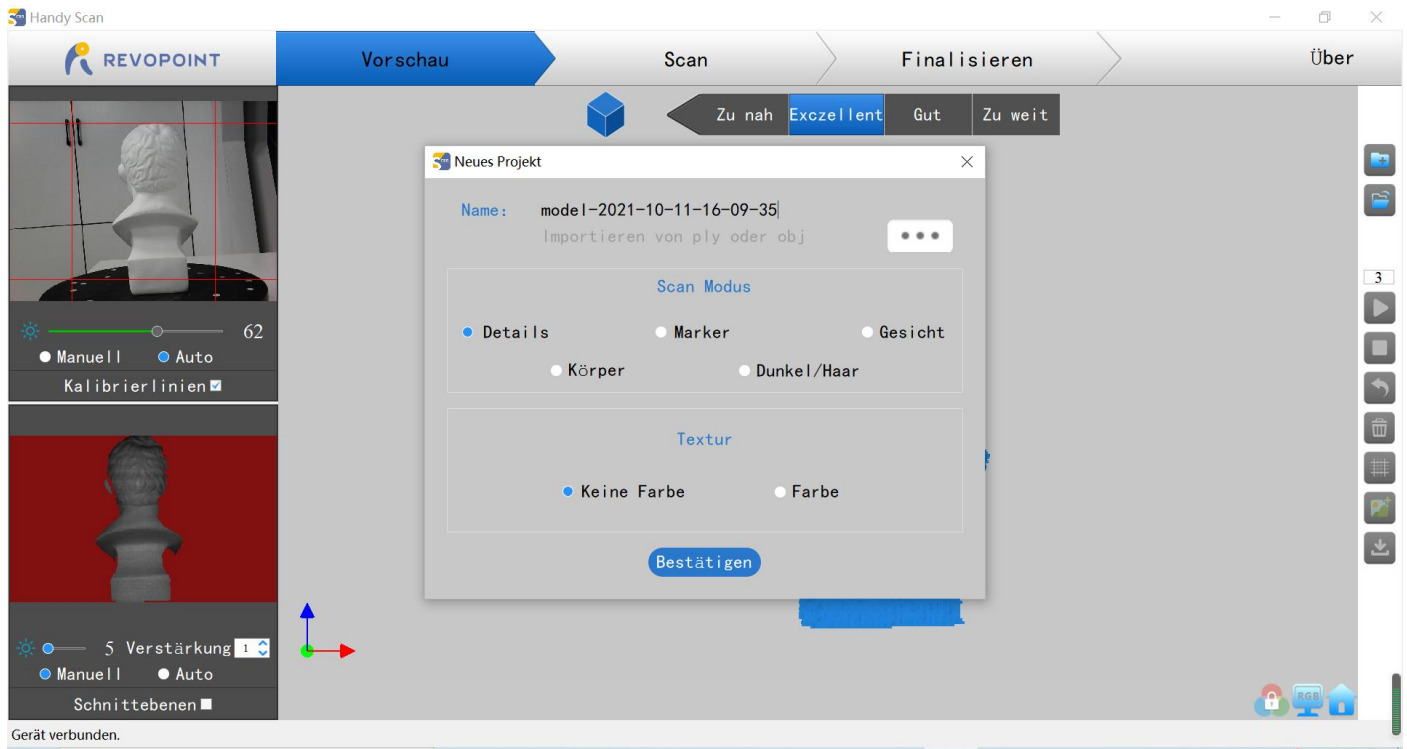 Handy Scan
REVOPOINT
Vorschau
Scan
Finalisieren
Über
Zu nah Exczellent Gut Zu weit
Neues Projekt
Name: model-2021-10-11-16-09-35
Importieren von ply oder obj
Scan Modus
Details Marker Gesicht
Körper Dunkel/Haar
Textur
Keine Farbe Farbe
Bestätigen
62
Manuell Auto
Kalibrierlinien
5 Verstärkung 1
Manuell Auto
Schnittebenen
3
RGB
Gerät verbunden.